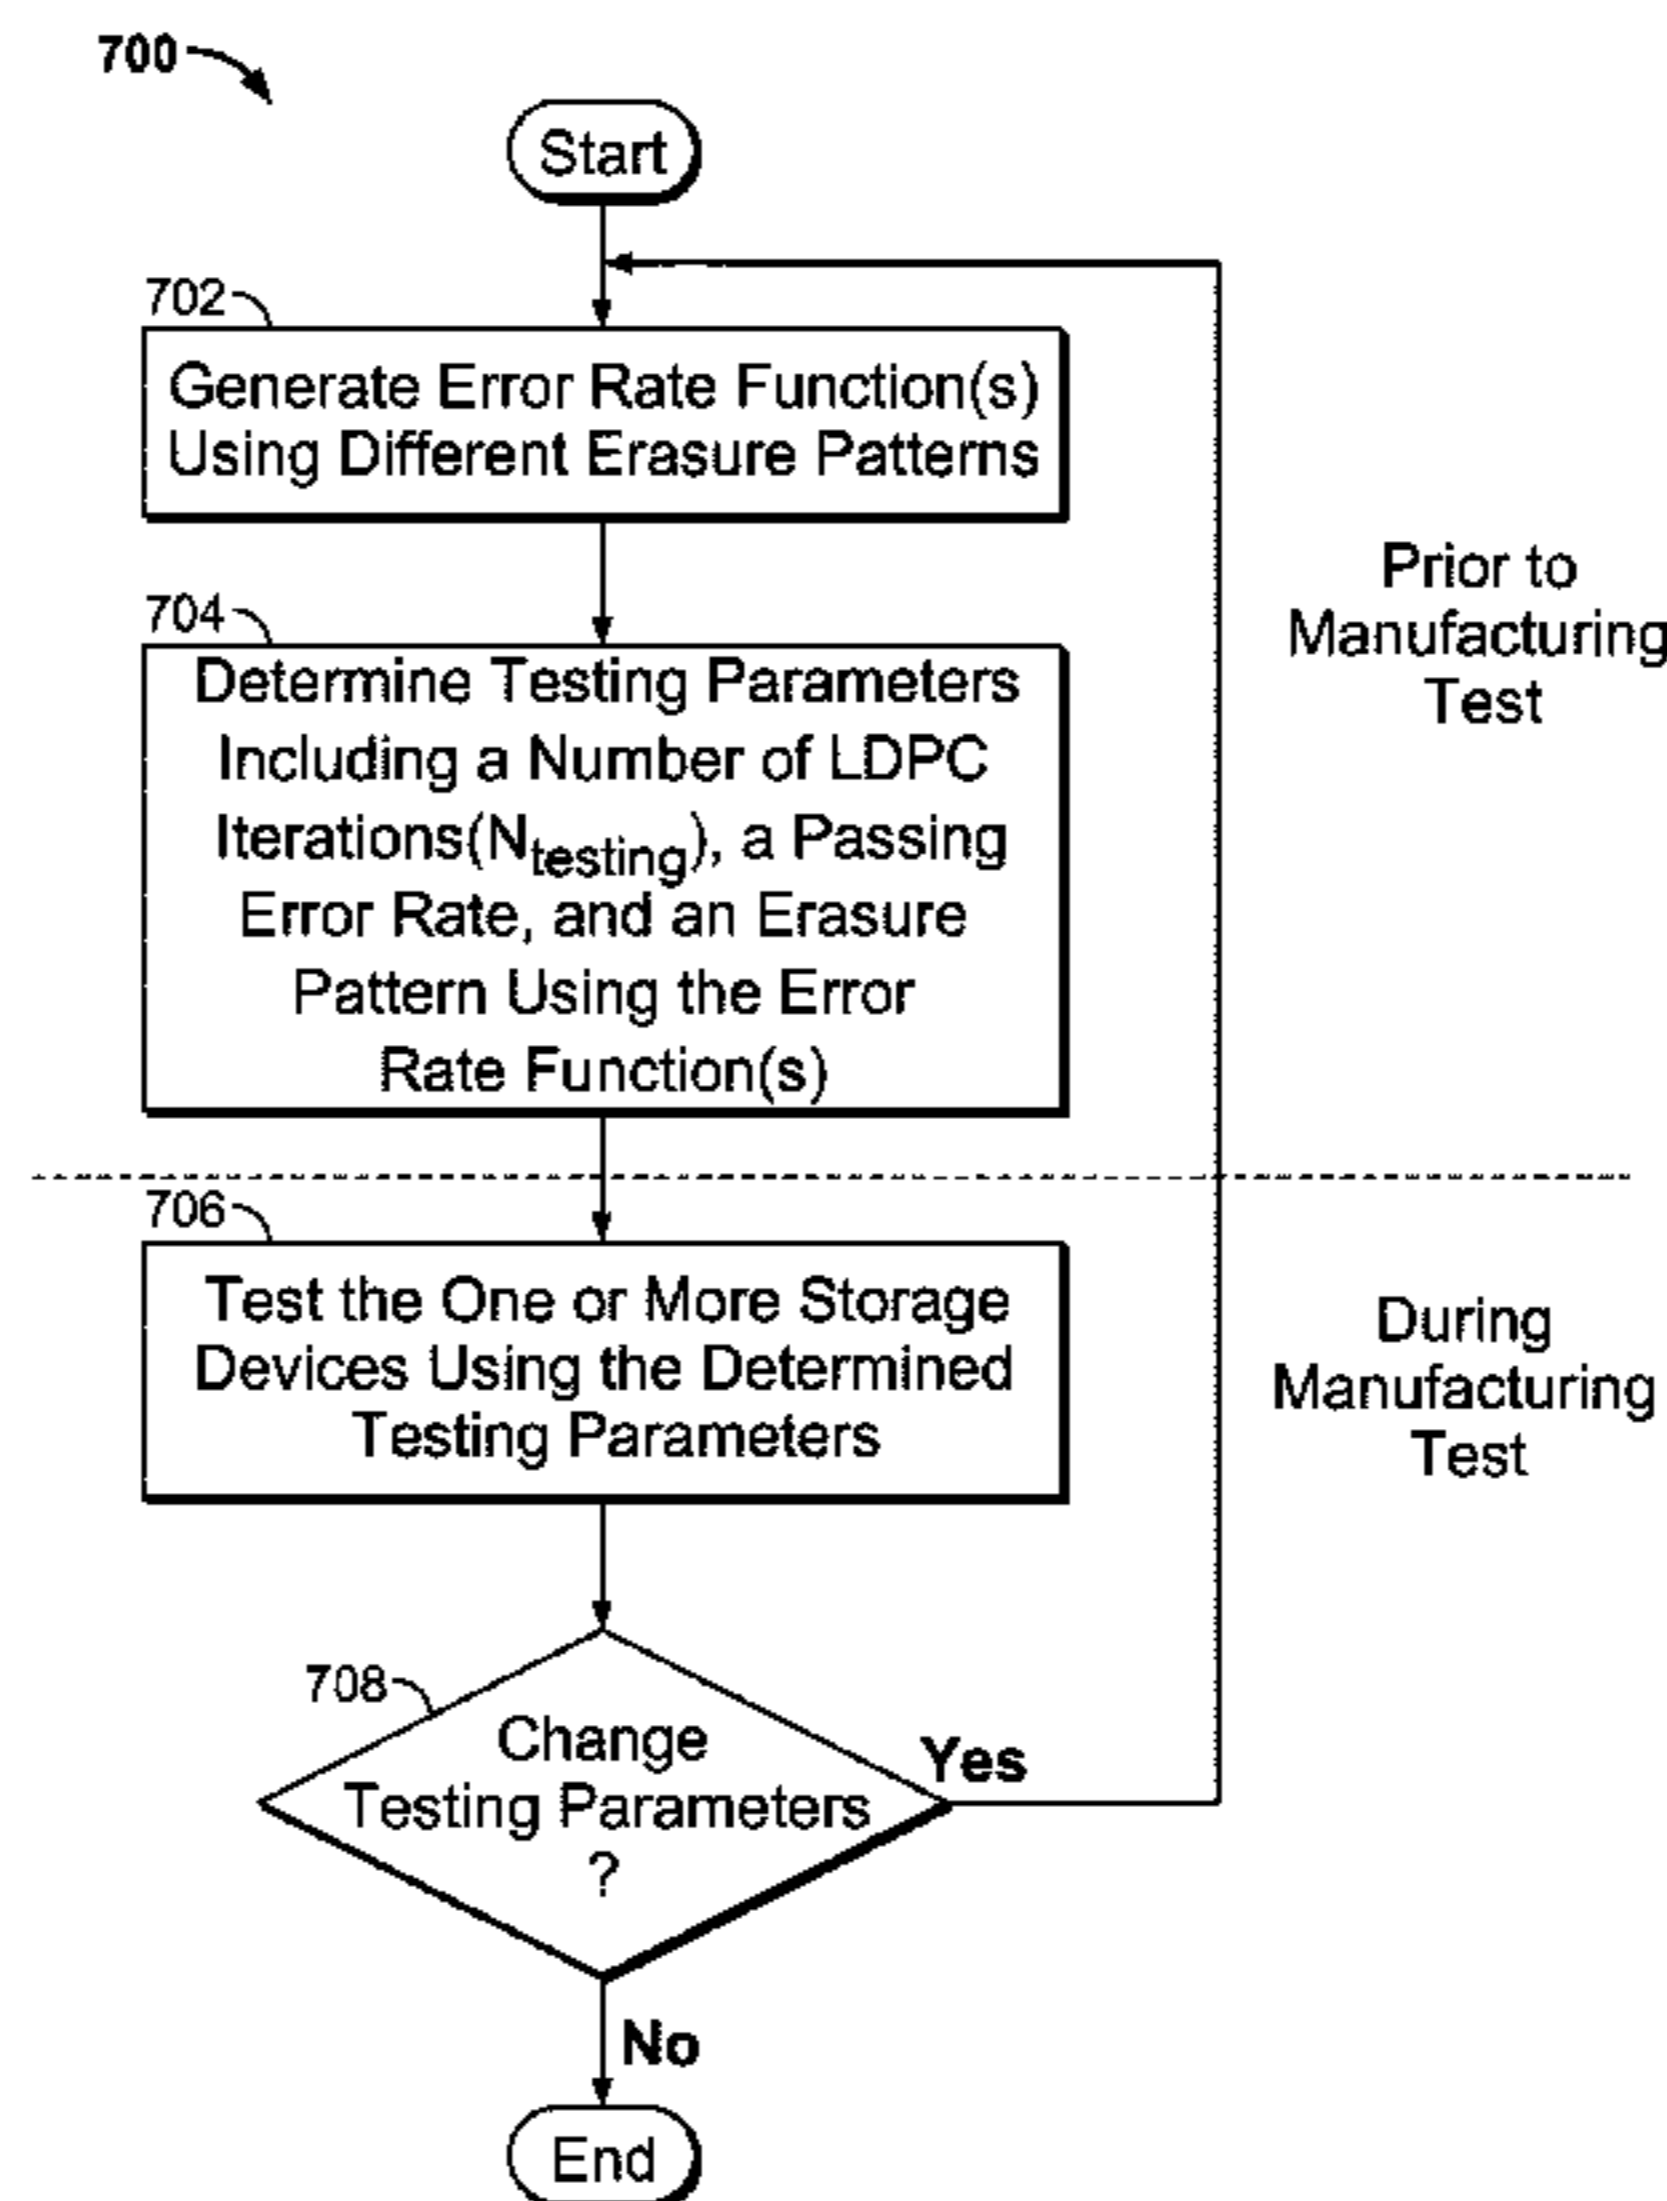 700
Start
702
Generate Error Rate Function(s)
Using Different Erasure Patterns
Prior to
Manufacturing
Test
704
Determine Testing Parameters
Including a Number of LDPC
Iterations(Ntesting), a Passing
Error Rate, and an Erasure
Pattern Using the Error
Rate Function(s)
706
Test the One or More Storage
Devices Using the Determined
Testing Parameters
During
Manufacturing
Test
708
Change
Testing Parameters
?
Yes
No
End